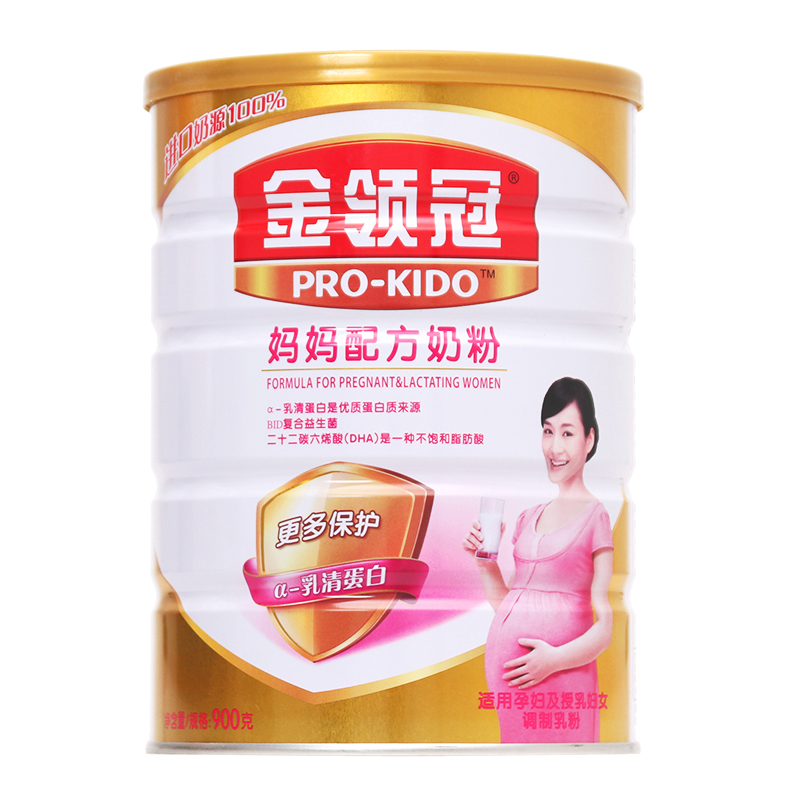 进口奶源100%
金领冠®
PRO-KIDO™
妈妈配方奶粉
FORMULA FOR PREGNANT&LACTATING WOMEN
α-乳清蛋白是优质蛋白质来源
BID复合益生菌
二十二碳六烯酸(DHA)是一种不饱和脂肪酸
更多保护
α-乳清蛋白
适用孕妇及授乳妇女
调制乳粉
净含量/规格:900克